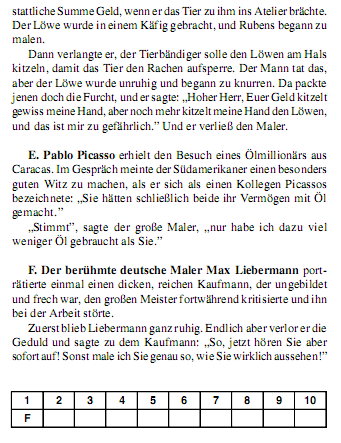 stattliche Summe Geld, wenn er das Tier zu ihm ins Atelier brächte.
Der Löwe wurde in einem Käfig gebracht, und Rubens begann zu
malen.
Dann verlangte er, der Tierbändiger solle den Löwen am Hals
kitzeln, damit das Tier den Rachen aufsperre. Der Mann tat das,
aber der Löwe wurde unruhig und begann zu knurren. Da packte
jenen doch die Furcht, und er sagte: „Hoher Herr, Euer Geld kitzelt
gewiss meine Hand, aber noch mehr kitzelt meine Hand den Löwen,
und das ist mir zu gefährlich.” Und er verließ den Maler.
E. Pablo Picasso erhielt den Besuch eines Ölmillionärs aus
Caracas. Im Gespräch meinte der Südamerikaner einen besonders
guten Witz zu machen, als er sich als einen Kollegen Picassos
bezeichnete: „Sie hätten schließlich beide ihr Vermögen mit Öl
gemacht.”
„Stimmt”, sagte der große Maler, „nur habe ich dazu viel
weniger Öl gebraucht als Sie.”
F. Der berühmte deutsche Maler Max Liebermann port-
rätierte einmal einen dicken, reichen Kaufmann, der ungebildet
und frech war, den großen Meister fortwährend kritisierte und ihn
bei der Arbeit störte.
Zuerst blieb Liebermann ganz ruhig. Endlich aber verlor er die
Geduld und sagte zu dem Kaufmann: „So, jetzt hören Sie aber
sofort auf! Sonst male ich Sie genau so, wie Sie wirklich aussehen!”
1 2 3 4 5 6 7 8 9 10
F